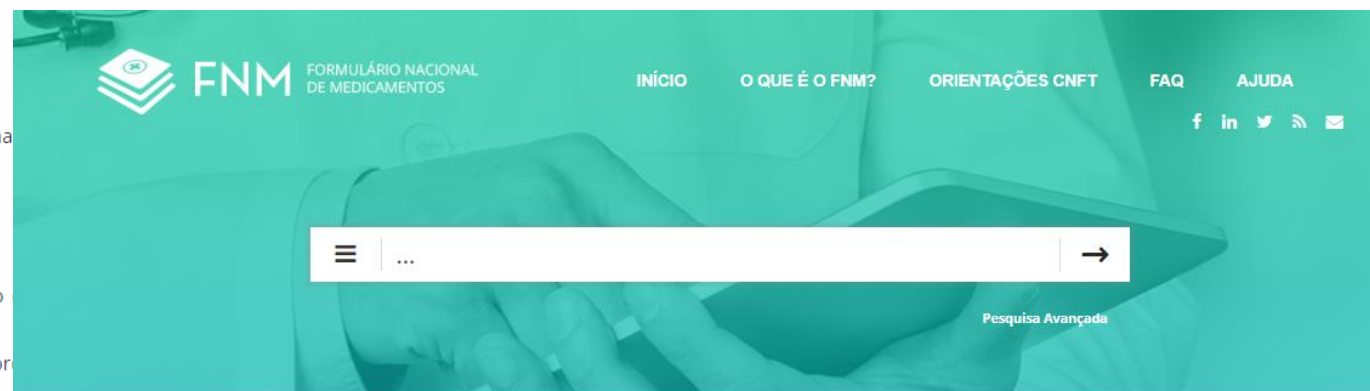 FNM
FORMULÁRIO NACIONAL
DE MEDICAMENTOS
INÍCIO O QUE É O FNM? ORIENTAÇÕES CNFT FAQ AJUDA
...
Pesquisa Avançada